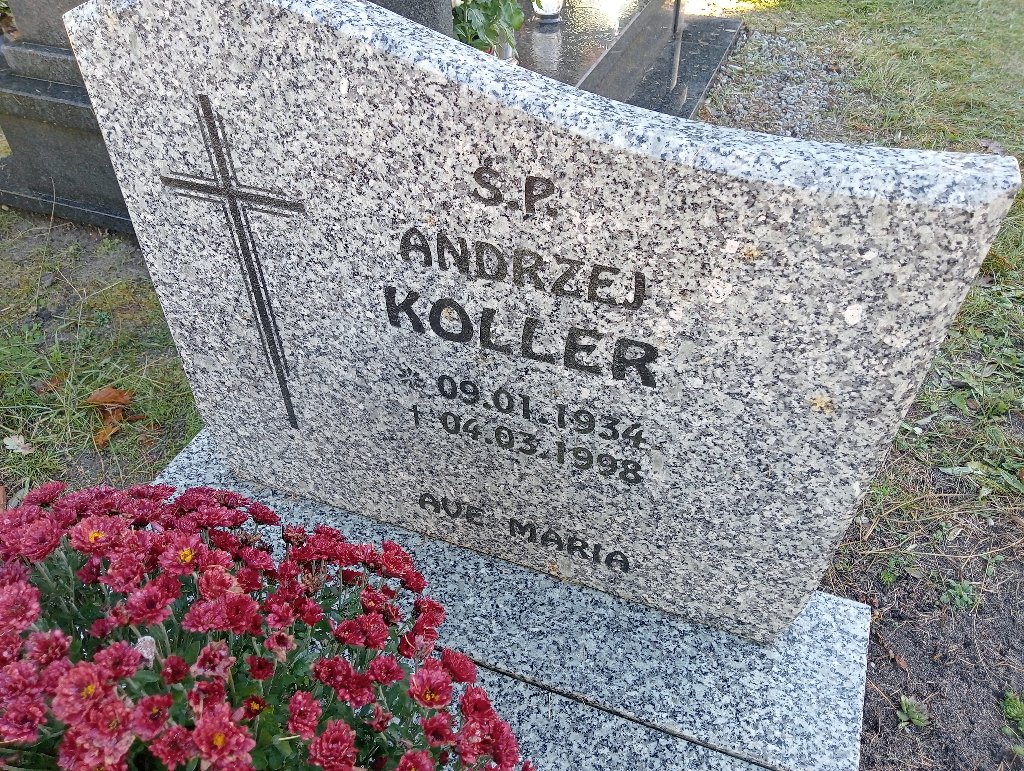 Ś.P.
ANDRZEJ
KOLLER
* 09.01.1934
† 04.03.1998
AVE MARIA